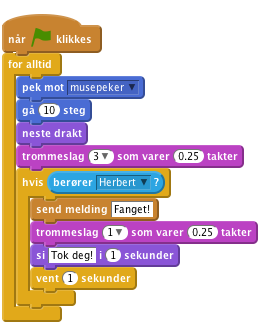 når klikkes
for alltid
pek mot musepeker
gå 10 steg
neste drakt
trommeslag 3 som varer 0.25 takter
hvis berører Herbert ?
send melding Fanget!
trommeslag 1 som varer 0.25 takter
si Tok deg! i 1 sekunder
vent 1 sekunder